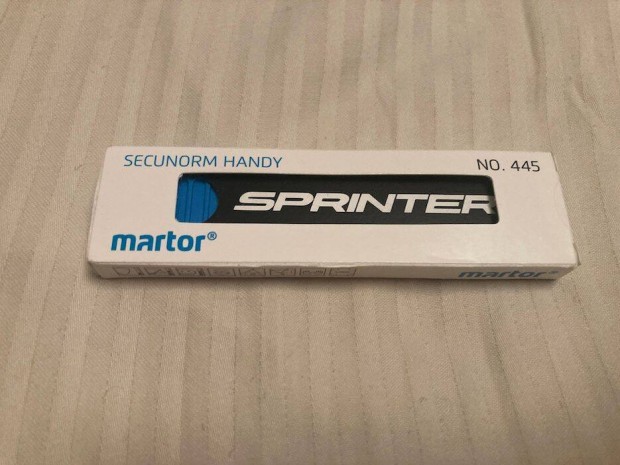 SECUNORM HANDY
NO. 445
SPRINTER
martor®
martor®